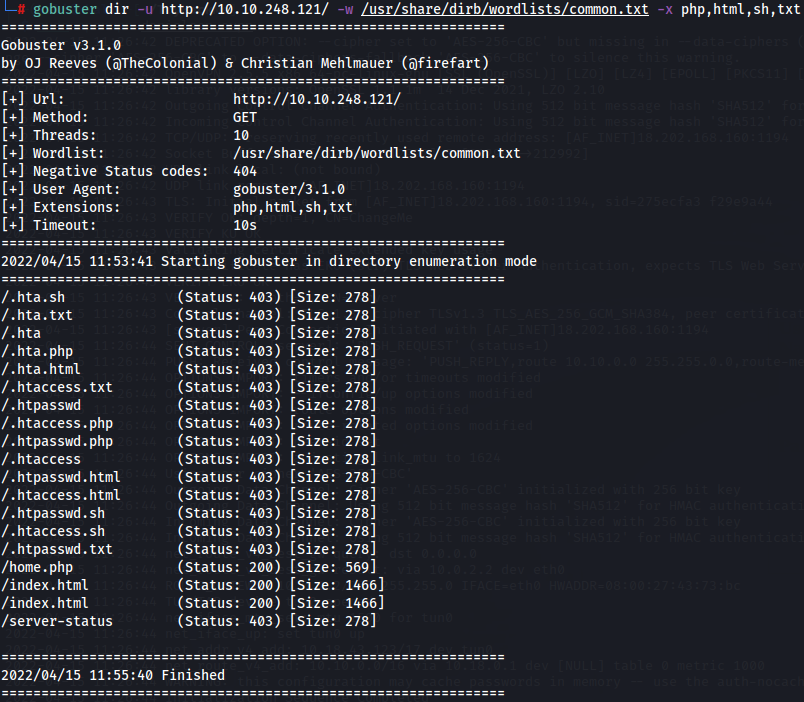 # gobuster dir -u http://10.10.248.121/ -w /usr/share/dirb/wordlists/common.txt -x php,html,sh,txt
===============================================================
Gobuster v3.1.0
by OJ Reeves (@TheColonial) & Christian Mehlmauer (@firefart)
===============================================================
[+] Url:                     http://10.10.248.121/
[+] Method:                  GET
[+] Threads:                 10
[+] Wordlist:                /usr/share/dirb/wordlists/common.txt
[+] Negative Status codes:   404
[+] User Agent:              gobuster/3.1.0
[+] Extensions:              php,html,sh,txt
[+] Timeout:                 10s
===============================================================
2022/04/15 11:53:41 Starting gobuster in directory enumeration mode
===============================================================
/.hta.sh              (Status: 403) [Size: 278]
/.hta.txt             (Status: 403) [Size: 278]
/.hta                 (Status: 403) [Size: 278]
/.hta.php             (Status: 403) [Size: 278]
/.hta.html            (Status: 403) [Size: 278]
/.htaccess.txt        (Status: 403) [Size: 278]
/.htpasswd            (Status: 403) [Size: 278]
/.htaccess.php        (Status: 403) [Size: 278]
/.htpasswd.php        (Status: 403) [Size: 278]
/.htaccess            (Status: 403) [Size: 278]
/.htpasswd.html       (Status: 403) [Size: 278]
/.htaccess.html       (Status: 403) [Size: 278]
/.htpasswd.sh         (Status: 403) [Size: 278]
/.htaccess.sh         (Status: 403) [Size: 278]
/.htpasswd.txt        (Status: 403) [Size: 278]
/home.php             (Status: 200) [Size: 569]
/index.html           (Status: 200) [Size: 1466]
/index.html           (Status: 200) [Size: 1466]
/server-status        (Status: 403) [Size: 278]
===============================================================
2022/04/15 11:55:40 Finished
===============================================================